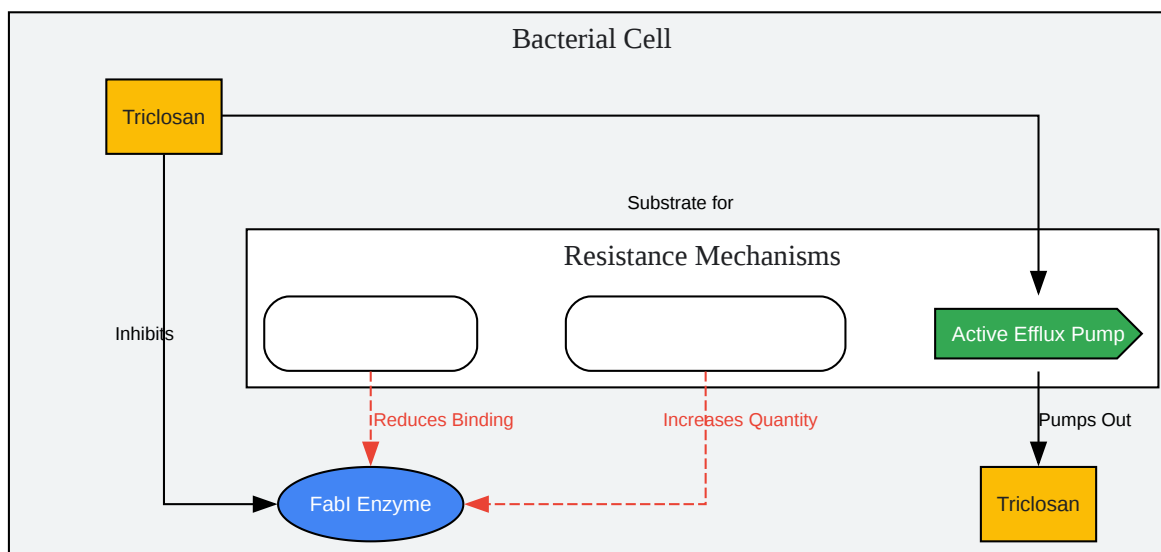 Bacterial Cell
Triclosan
Substrate for
Resistance Mechanisms
Inhibits
Active Efflux Pump
Reduces Binding
Increases Quantity
Pumps Out
FabI Enzyme
Triclosan